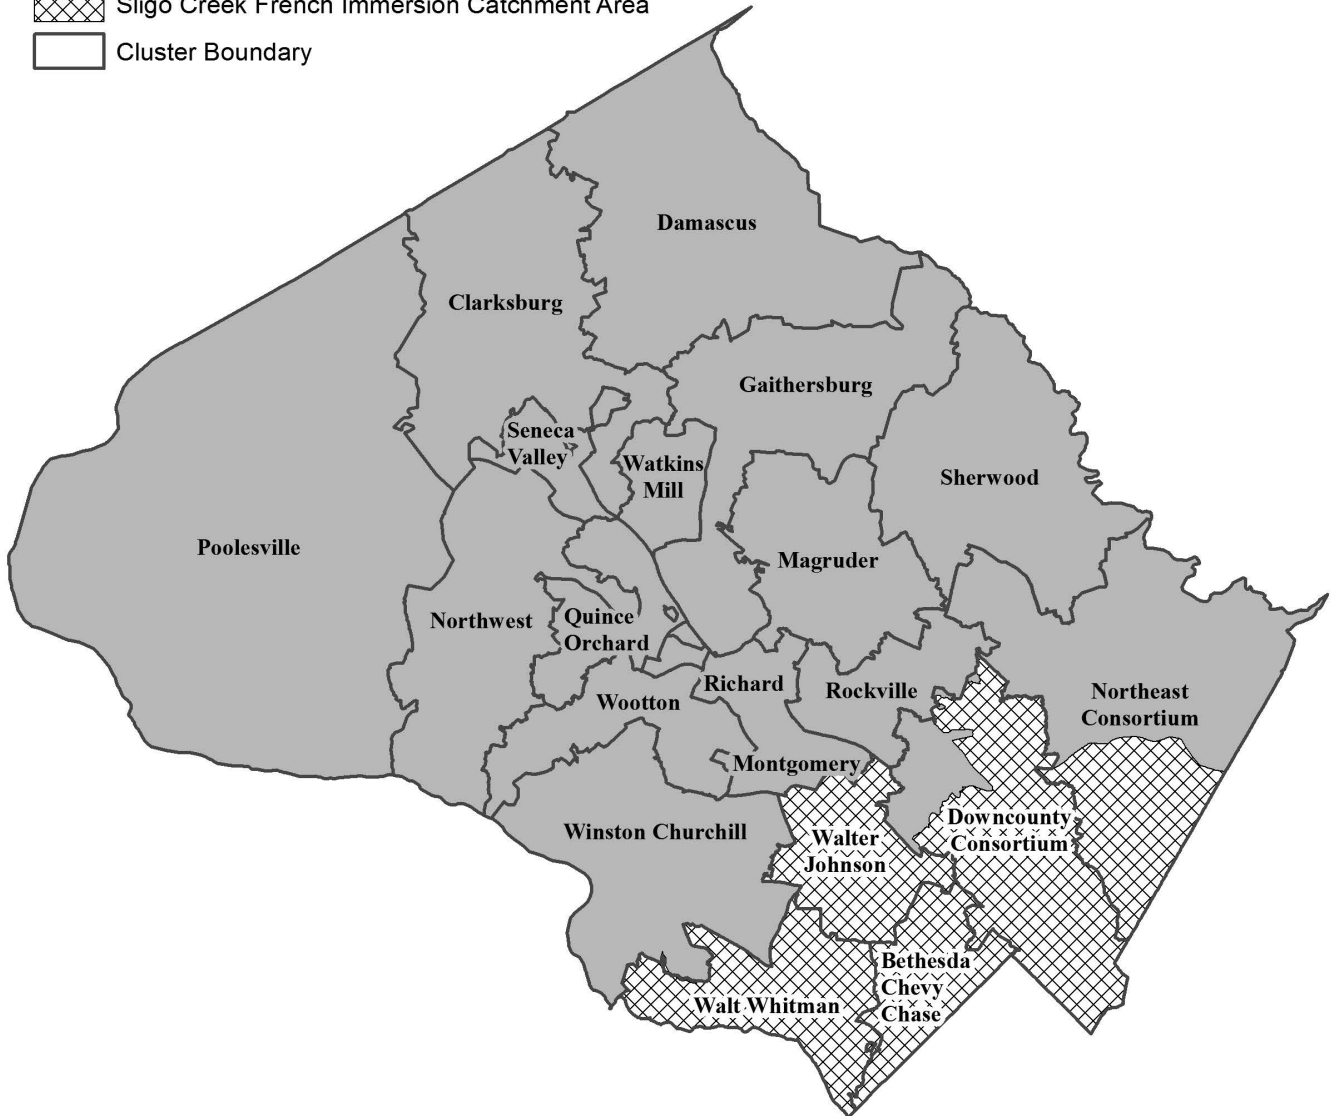 Sligo Creek French Immersion Catchment Area
Cluster Boundary
Damascus
Clarksburg
Gaithersburg
Seneca
Valley
Watkins
Mill
Sherwood
Poolesville
Magruder
Northwest
Quince
Orchard
Richard
Rockville
Wootton
Northeast
Consortium
Montgomery
Winston Churchill
Walter
Johnson
Downcounty
Consortium
Bethesda
Chevy
Chase
Walt Whitman